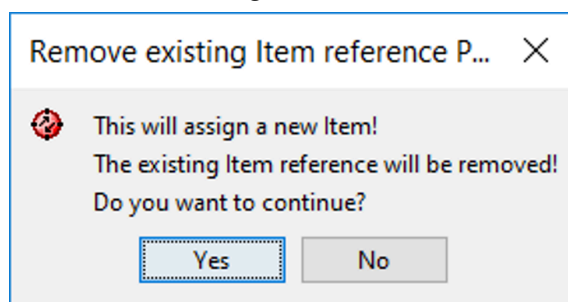 Remove existing Item reference P...
This will assign a new Item!
The existing Item reference will be removed!
Do you want to continue?
Yes No